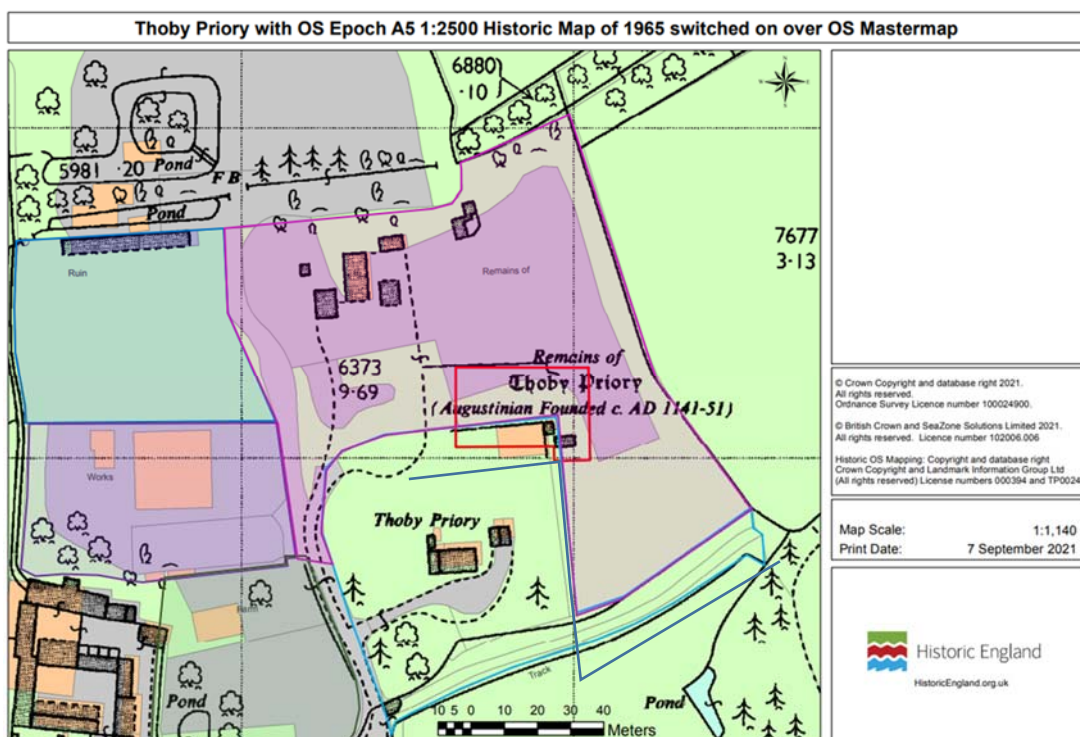 Thoby Priory with OS Epoch A5 1:2500 Historic Map of 1965 switched on over OS Mastermap
6880
·10
5981 ·20 Pond
F B
Pond
Ruin
7677
3·13
Remains of
6373
9·69
Remains of
Thoby Priory
(Augustinian Founded c. AD 1141-51)
Works
Thoby Priory
Farm
Track
Pond
Pond
10 5 0 10 20 30 40
Meters
© Crown Copyright and database right 2021.
All rights reserved.
Ordnance Survey Licence number 100024900.
© British Crown and SeaZone Solutions Limited 2021.
All rights reserved. Licence number 102006.006
Historic OS Mapping: Copyright and database right
Crown Copyright and Landmark Information Group Ltd
(All rights reserved) License numbers 000394 and TP0024
Map Scale: 1:1,140
Print Date: 7 September 2021
Historic England
HistoricEngland.org.uk